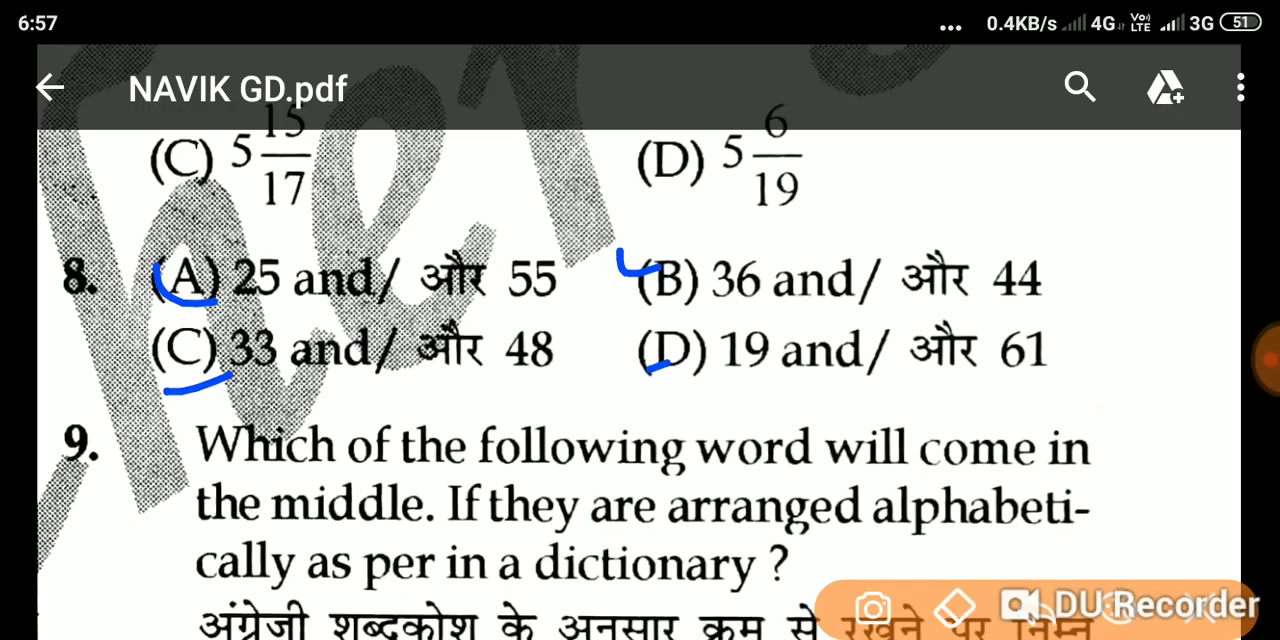 6:57 ... 0.4KB/s 4G VoLTE 3G 51
NAVIK GD.pdf
(C) 5 15/17 (D) 5 6/19
8. (A) 25 and/ और 55 (B) 36 and/ और 44
(C) 33 and/ और 48 (D) 19 and/ और 61
9. Which of the following word will come in
the middle. If they are arranged alphabeti-
cally as per in a dictionary ?
अंग्रेजी शब्दकोश के अनुसार क्रम से रखने पर निम्न
DU Recorder